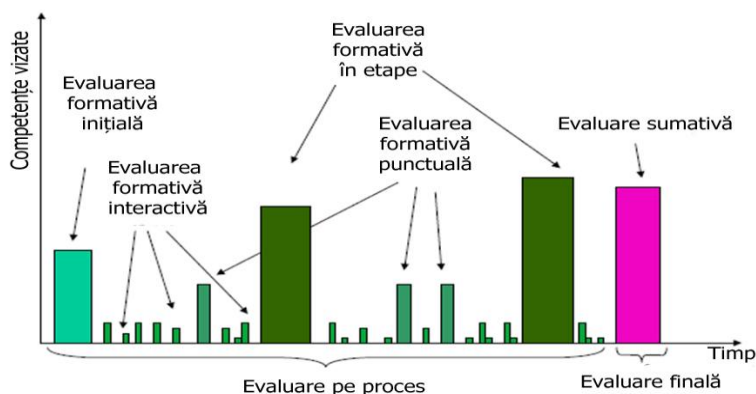 Competențe vizate
Evaluarea
formativă
inițială
Evaluarea
formativă
interactivă
Evaluarea
formativă
în etape
Evaluarea
formativă
punctuală
Evaluare sumativă
Timp
Evaluare pe proces
Evaluare finală